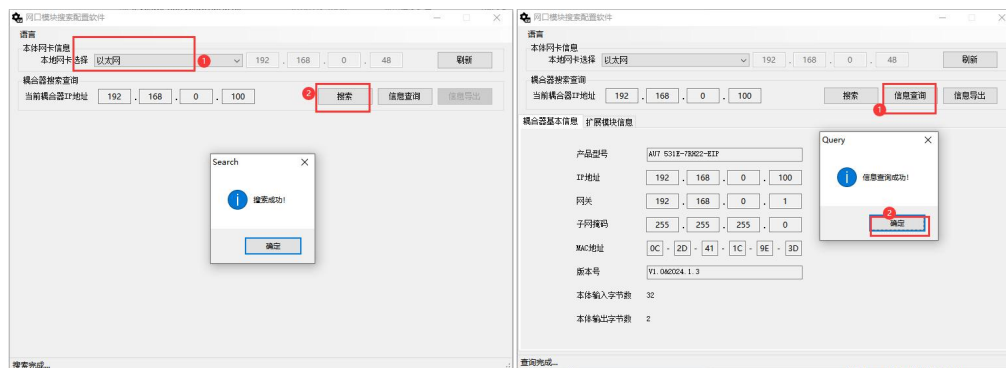 网口模块搜索配置软件
语言
本体网卡信息
本地网卡选择 以太网 1 192 . 168 . 0 . 48 刷新
耦合器搜索查询
当前耦合器IP地址 192 . 168 . 0 . 100 2 搜索 信息查询 信息导出
Search
搜索成功!
确定
搜索完成...
网口模块搜索配置软件
语言
本体网卡信息
本地网卡选择 以太网 192 . 168 . 0 . 48 刷新
耦合器搜索查询
当前耦合器IP地址 192 . 168 . 0 . 100 搜索 信息查询 信息导出
1
耦合器基本信息 扩展模块信息
产品型号 AU7 531E-7RM22-EIP
IP地址 192 . 168 . 0 . 100
网关 192 . 168 . 0 . 1
子网掩码 255 . 255 . 255 . 0
MAC地址 0C - 2D - 41 - 1C - 9E - 3D
版本号 V1.0&2024.1.3
本体输入字节数 32
本体输出字节数 2
Query
信息查询成功!
2
确定
查询完成...